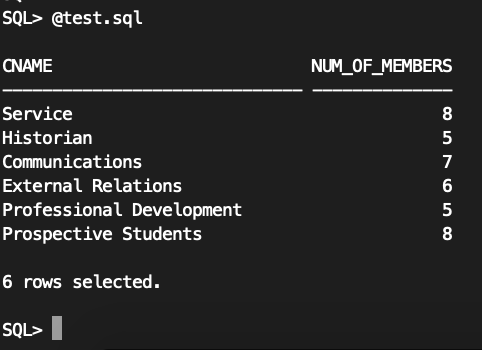 SQL> @test.sql
CNAME NUM_OF_MEMBERS
------------------------------ --------------
Service 8
Historian 5
Communications 7
External Relations 6
Professional Development 5
Prospective Students 8
6 rows selected.
SQL>